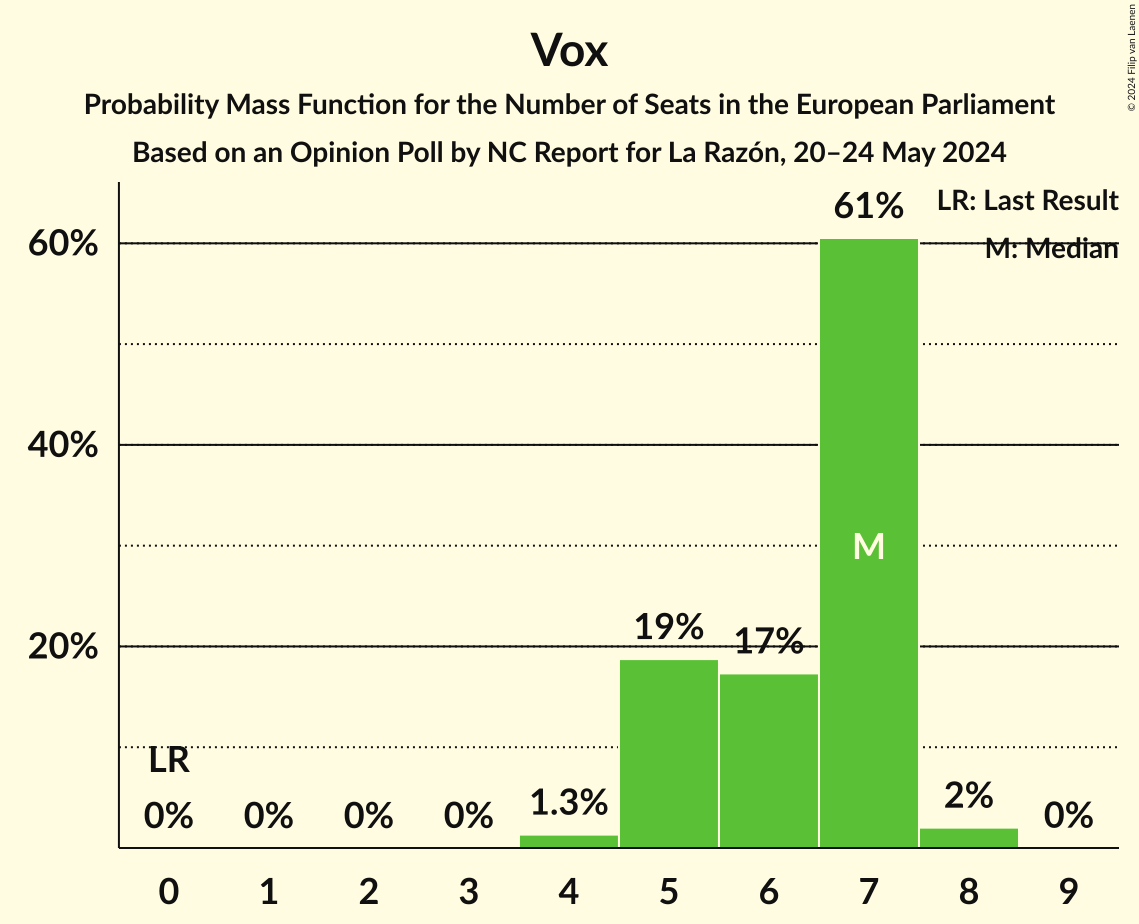 Vox
Probability Mass Function for the Number of Seats in the European Parliament
Based on an Opinion Poll by NC Report for La Razón, 20–24 May 2024
© 2024 Filip van Laenen
LR: Last Result
M: Median
60%
40%
20%
LR
0%
0%
0%
0%
1.3%
19%
17%
61%
M
2%
0%
0 1 2 3 4 5 6 7 8 9